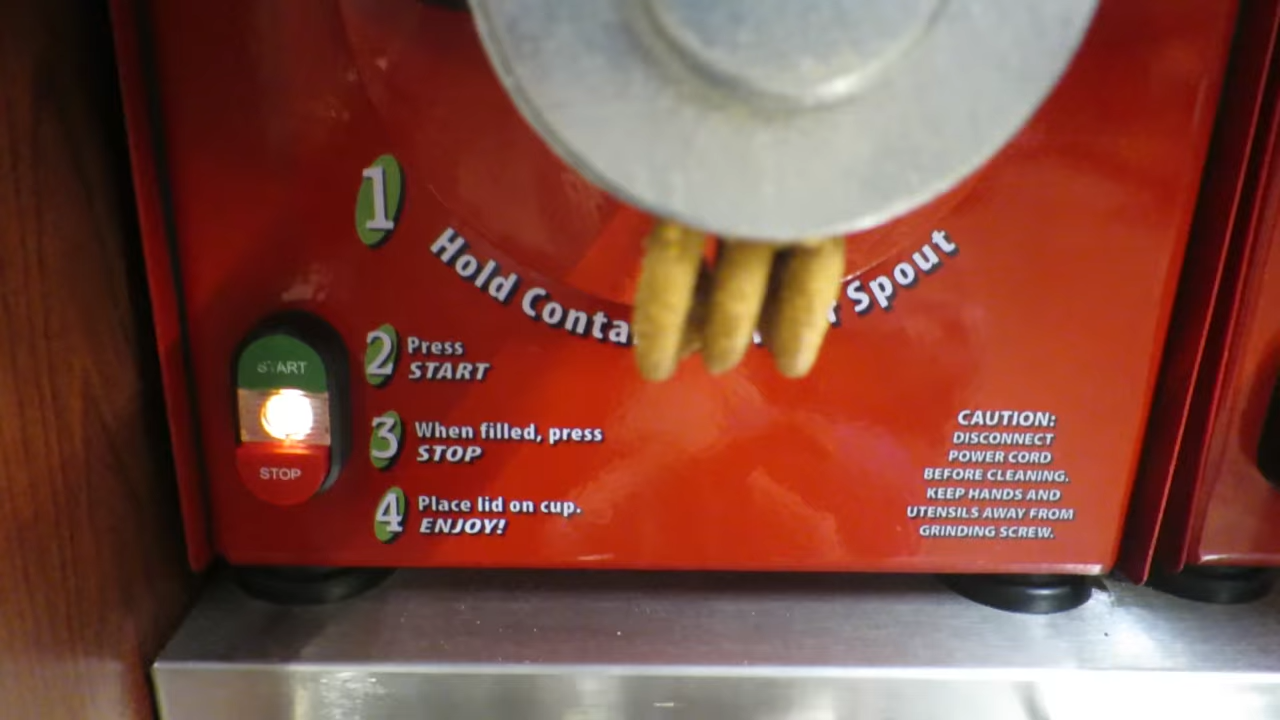 1
Hold Conta r Spout
START
STOP
2 Press
START
3 When filled, press
STOP
4 Place lid on cup.
ENJOY!
CAUTION:
DISCONNECT
POWER CORD
BEFORE CLEANING.
KEEP HANDS AND
UTENSILS AWAY FROM
GRINDING SCREW.